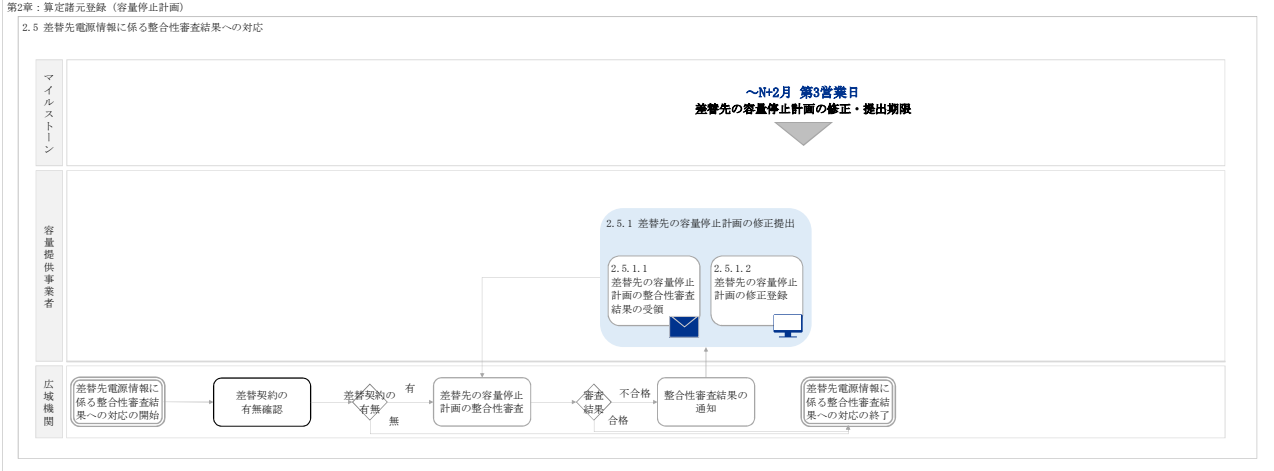 第2章：算定諸元登録（容量停止計画）
2.5 差替先電源情報に係る整合性審査結果への対応
マイルストーン
～N+2月 第3営業日
差替先の容量停止計画の修正・提出期限
容量提供事業者
2.5.1 差替先の容量停止計画の修正提出
2.5.1.1
差替先の容量停止
計画の整合性審査
結果の受領
2.5.1.2
差替先の容量停止
計画の修正登録
広域機関
差替先電源情報に
係る整合性審査結
果への対応の開始
差替契約の
有無確認
差替契約の
有無
有
無
差替先の容量停止
計画の整合性審査
審査
結果
不合格
合格
整合性審査結果の
通知
差替先電源情報に
係る整合性審査結
果への対応の終了